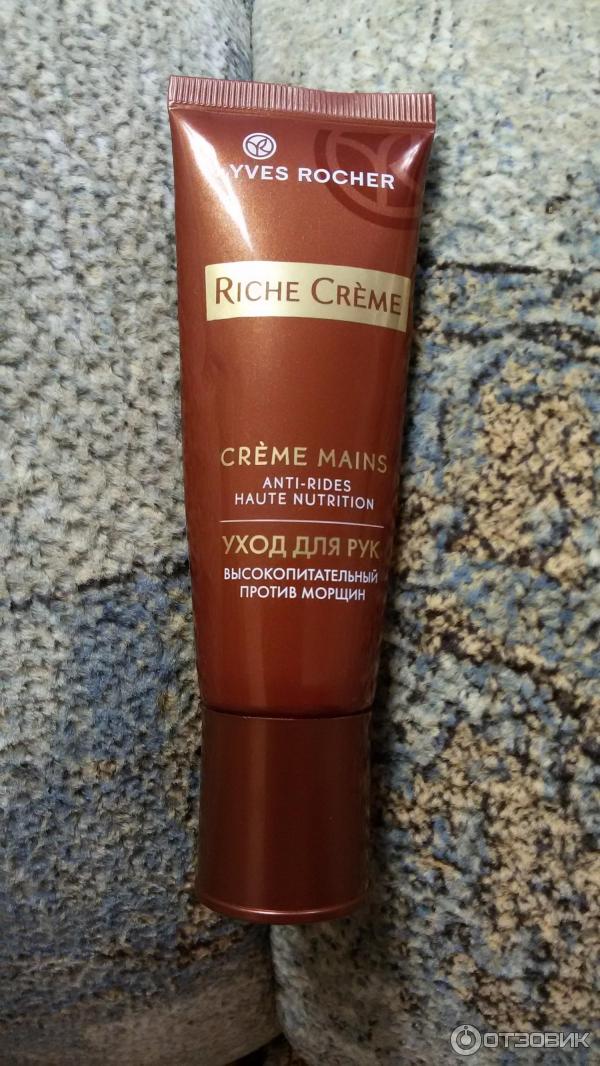 YVES ROCHER
RICHE CRÈME
CRÈME MAINS
ANTI-RIDES
HAUTE NUTRITION
УХОД ДЛЯ РУК
ВЫСОКОПИТАТЕЛЬНЫЙ
ПРОТИВ МОРЩИН
ОТЗОВИК